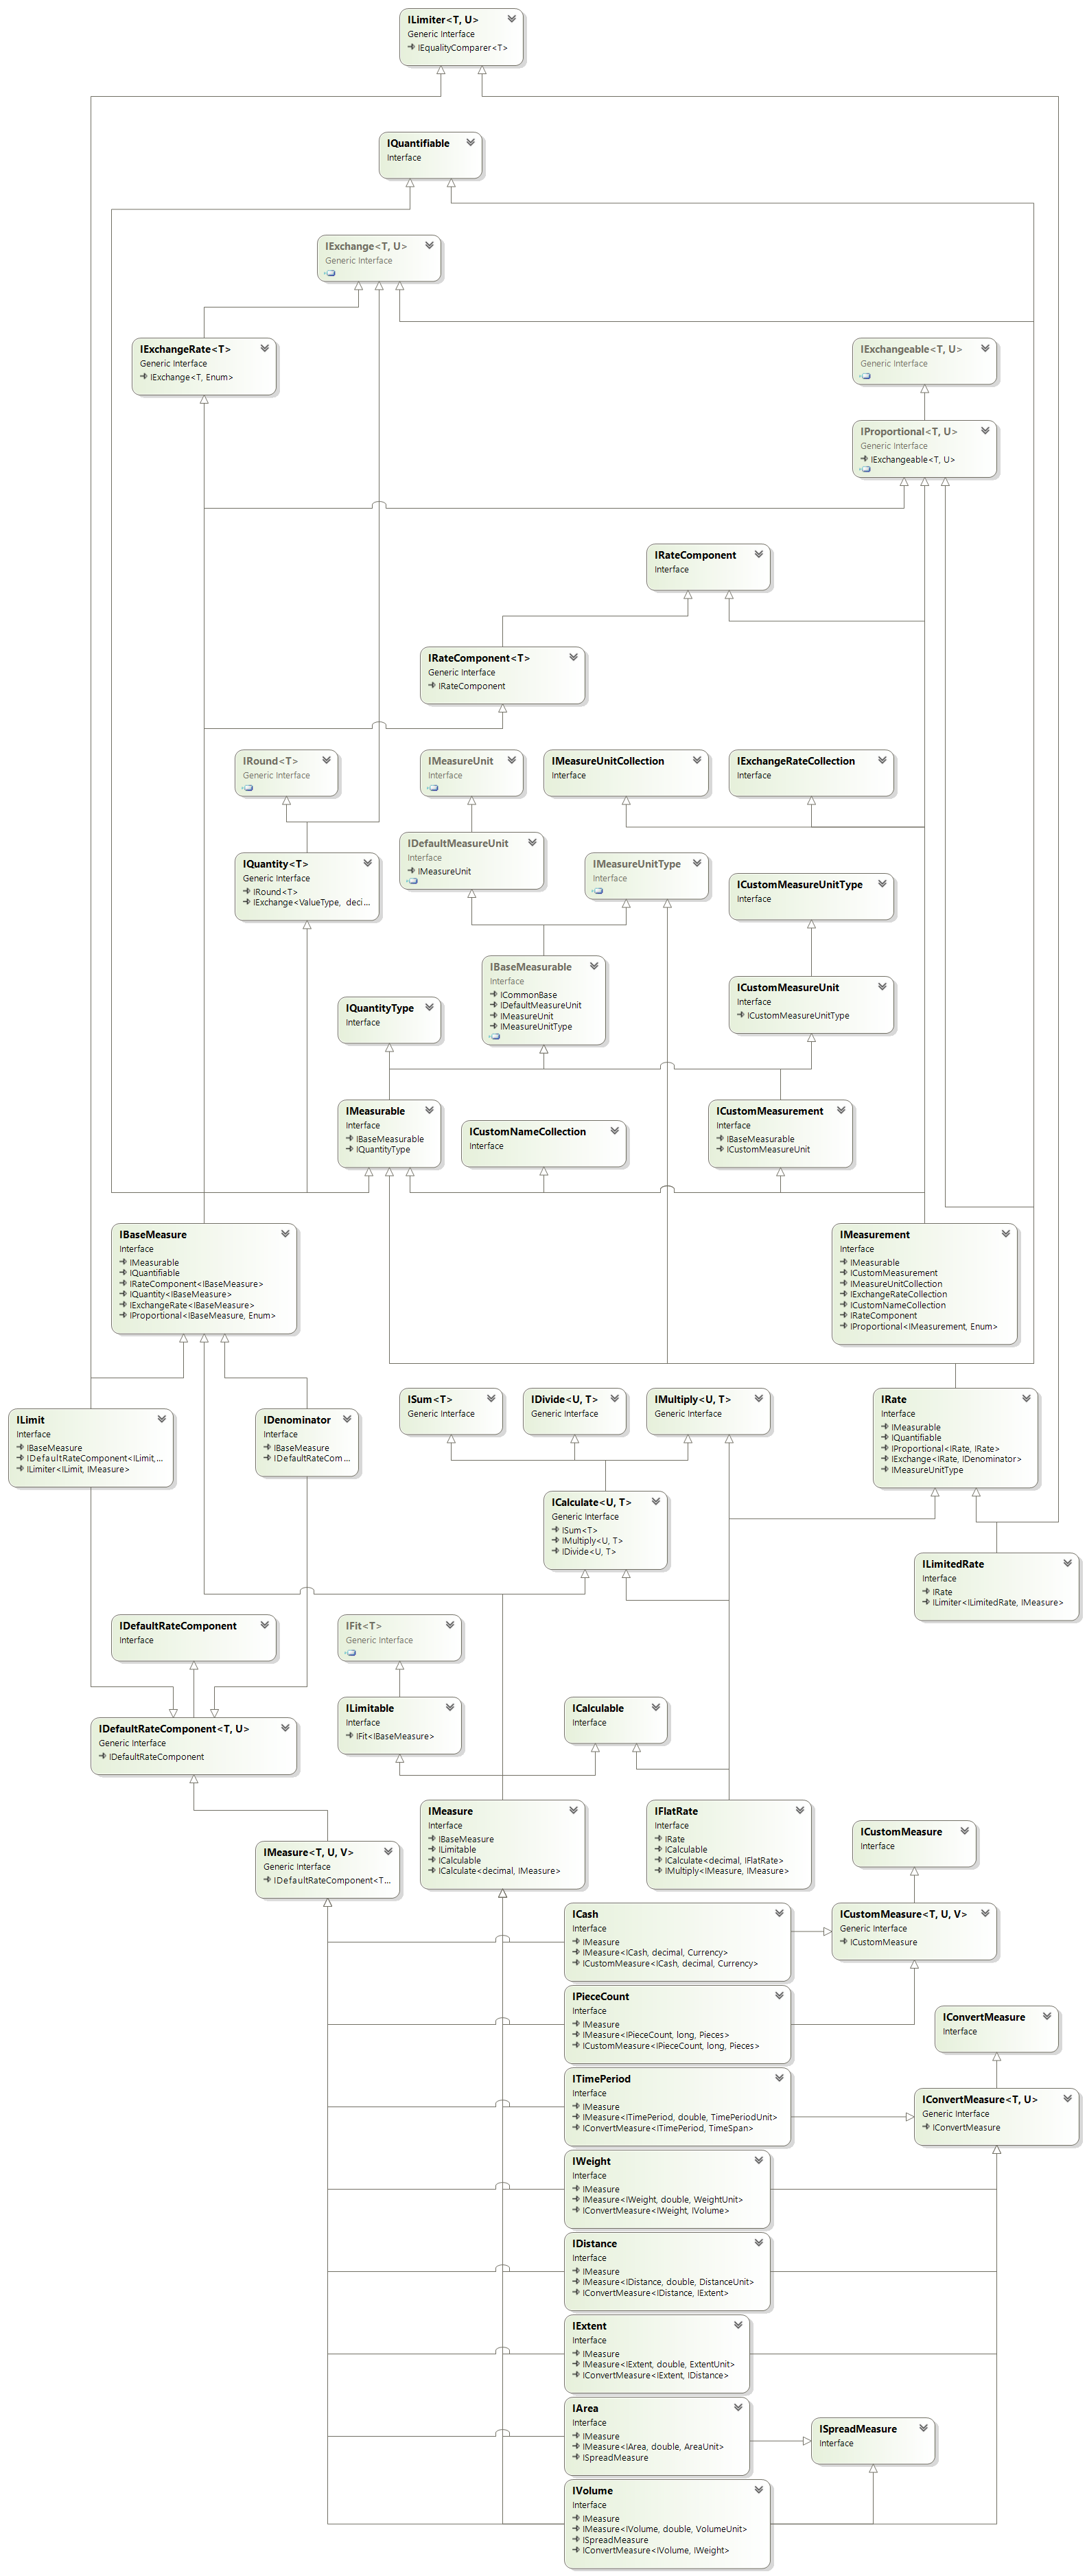 ILimiter<T, U>
Generic Interface
IEqualityComparer<T>
IQuantifiable
Interface
IExchange<T, U>
Generic Interface
IExchangeRate<T>
Generic Interface
IExchange<T, Enum>
IExchangeable<T, U>
Generic Interface
IProportional<T, U>
Generic Interface
IExchangeable<T, U>
IRateComponent
Interface
IRateComponent<T>
Generic Interface
IRateComponent
IRound<T>
Generic Interface
IMeasureUnit
Interface
IMeasureUnitCollection
Interface
IExchangeRateCollection
Interface
IQuantity<T>
Generic Interface
IRound<T>
IExchange<ValueType, deci...
IDefaultMeasureUnit
Interface
IMeasureUnit
IMeasureUnitType
Interface
ICustomMeasureUnitType
Interface
IBaseMeasurable
Interface
ICommonBase
IDefaultMeasureUnit
IMeasureUnit
IMeasureUnitType
ICustomMeasureUnit
Interface
ICustomMeasureUnitType
IQuantityType
Interface
IMeasurable
Interface
IBaseMeasurable
IQuantityType
ICustomNameCollection
Interface
ICustomMeasurement
Interface
IBaseMeasurable
ICustomMeasureUnit
IBaseMeasure
Interface
IMeasurable
IQuantifiable
IRateComponent<IBaseMeasure>
IQuantity<IBaseMeasure>
IExchangeRate<IBaseMeasure>
IProportional<IBaseMeasure, Enum>
IMeasurement
Interface
IMeasurable
ICustomMeasurement
IMeasureUnitCollection
IExchangeRateCollection
ICustomNameCollection
IRateComponent
IProportional<IMeasurement, Enum>
ILimit
Interface
IBaseMeasure
IDefaultRateComponent<ILimit,...
ILimiter<ILimit, IMeasure>
IDenominator
Interface
IBaseMeasure
IDefaultRateCom...
ISum<T>
Generic Interface
IDivide<U, T>
Generic Interface
IMultiply<U, T>
Generic Interface
IRate
Interface
IMeasurable
IQuantifiable
IProportional<IRate, IRate>
IExchange<IRate, IDenominator>
IMeasureUnitType
ICalculate<U, T>
Generic Interface
ISum<T>
IMultiply<U, T>
IDivide<U, T>
ILimitedRate
Interface
IRate
ILimiter<ILimitedRate, IMeasure>
IDefaultRateComponent
Interface
IFit<T>
Generic Interface
IDefaultRateComponent<T, U>
Generic Interface
IDefaultRateComponent
ILimitable
Interface
IFit<IBaseMeasure>
ICalculable
Interface
IMeasure
Interface
IBaseMeasure
ILimitable
ICalculable
ICalculate<decimal, IMeasure>
IFlatRate
Interface
IRate
ICalculable
ICalculate<decimal, IFlatRate>
IMultiply<IMeasure, IMeasure>
ICustomMeasure
Interface
IMeasure<T, U, V>
Generic Interface
IDefaultRateComponent<T...
ICash
Interface
IMeasure
IMeasure<ICash, decimal, Currency>
ICustomMeasure<ICash, decimal, Currency>
ICustomMeasure<T, U, V>
Generic Interface
ICustomMeasure
IPieceCount
Interface
IMeasure
IMeasure<IPieceCount, long, Pieces>
ICustomMeasure<IPieceCount, long, Pieces>
IConvertMeasure
Interface
ITimePeriod
Interface
IMeasure
IMeasure<ITimePeriod, double, TimePeriodUnit>
IConvertMeasure<ITimePeriod, TimeSpan>
IConvertMeasure<T, U>
Generic Interface
IConvertMeasure
IWeight
Interface
IMeasure
IMeasure<IWeight, double, WeightUnit>
IConvertMeasure<IWeight, IVolume>
IDistance
Interface
IMeasure
IMeasure<IDistance, double, DistanceUnit>
IConvertMeasure<IDistance, IExtent>
IExtent
Interface
IMeasure
IMeasure<IExtent, double, ExtentUnit>
IConvertMeasure<IExtent, IDistance>
IArea
Interface
IMeasure
IMeasure<IArea, double, AreaUnit>
ISpreadMeasure
ISpreadMeasure
Interface
IVolume
Interface
IMeasure
IMeasure<IVolume, double, VolumeUnit>
ISpreadMeasure
IConvertMeasure<IVolume, IWeight>